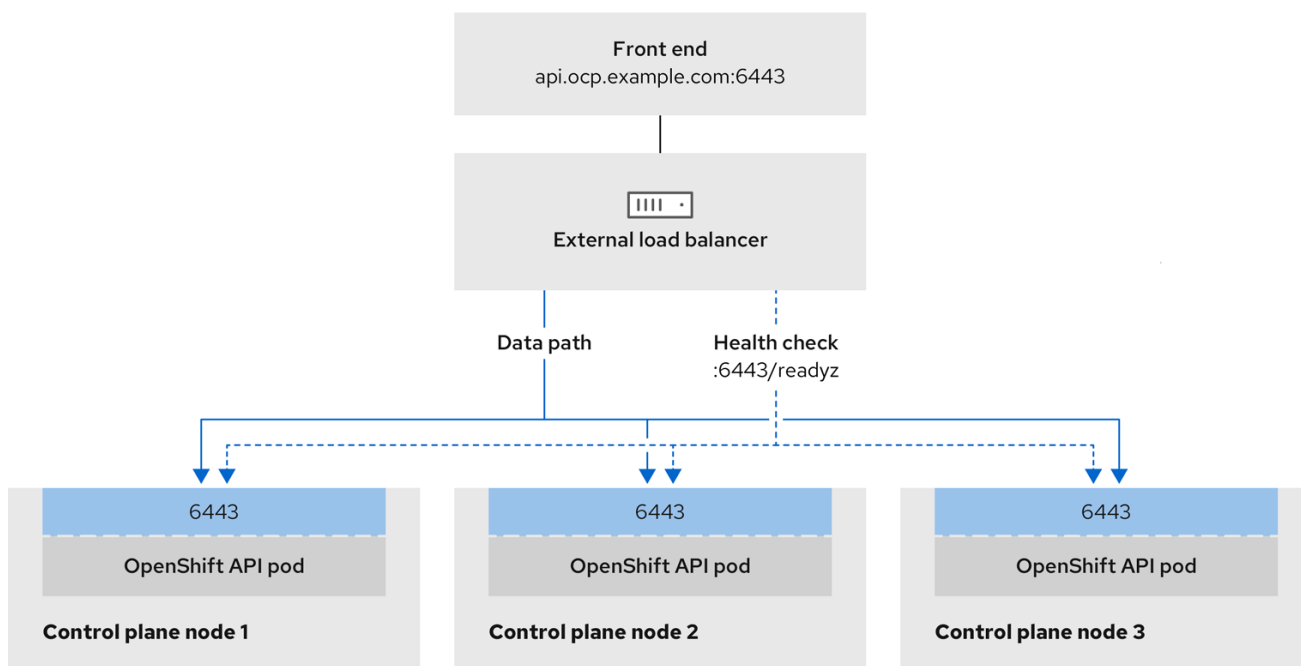 Front end
api.ocp.example.com:6443
External load balancer
Data path
Health check
:6443/readyz
6443
6443
6443
OpenShift API pod
OpenShift API pod
OpenShift API pod
Control plane node 1
Control plane node 2
Control plane node 3